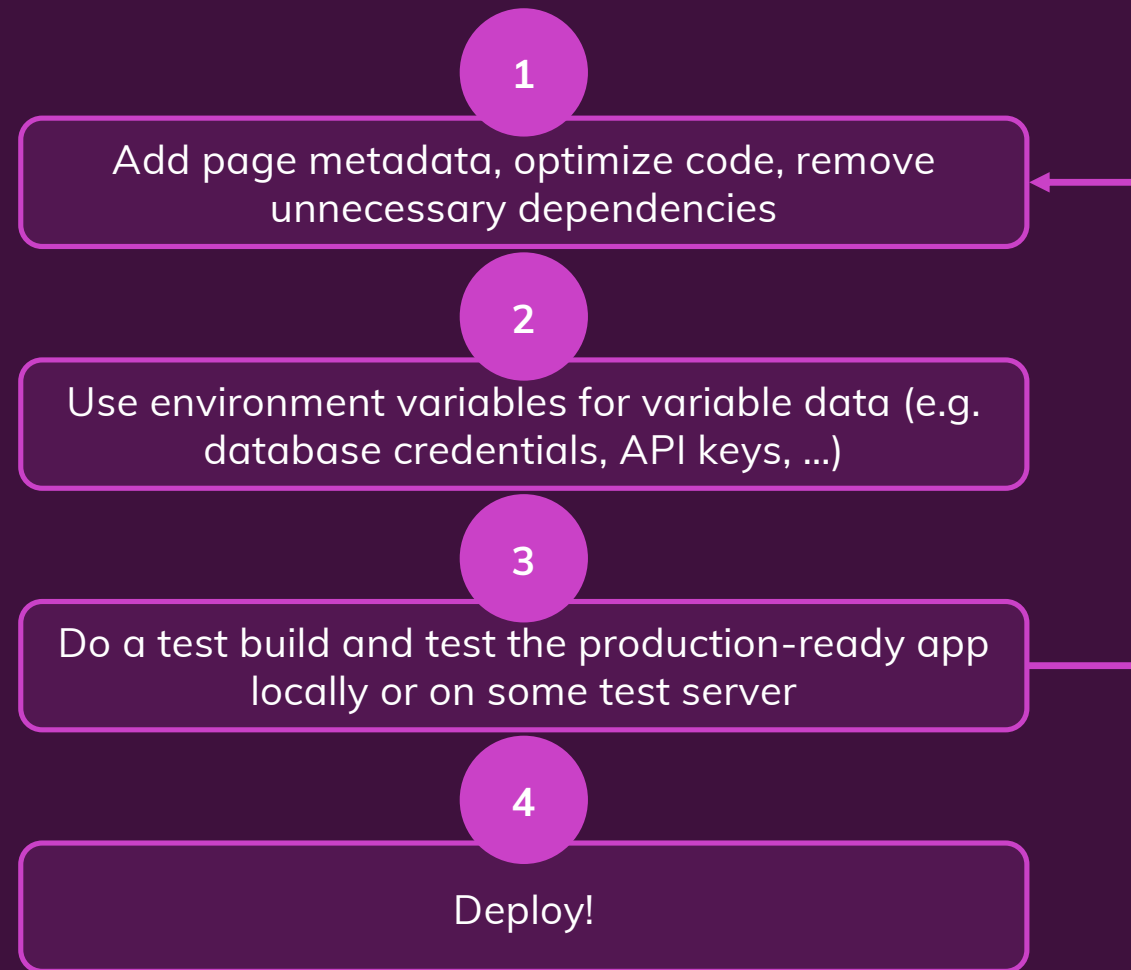 1
Add page metadata, optimize code, remove
unnecessary dependencies
2
Use environment variables for variable data (e.g.
database credentials, API keys, …)
3
Do a test build and test the production-ready app
locally or on some test server
4
Deploy!